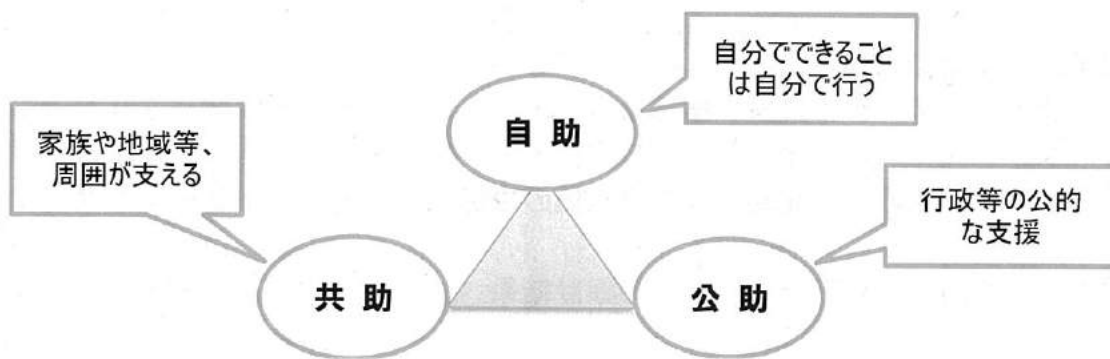 自分でできること
は自分で行う
自 助
家族や地域等、
周囲が支える
行政等の公的
な支援
共 助
公 助